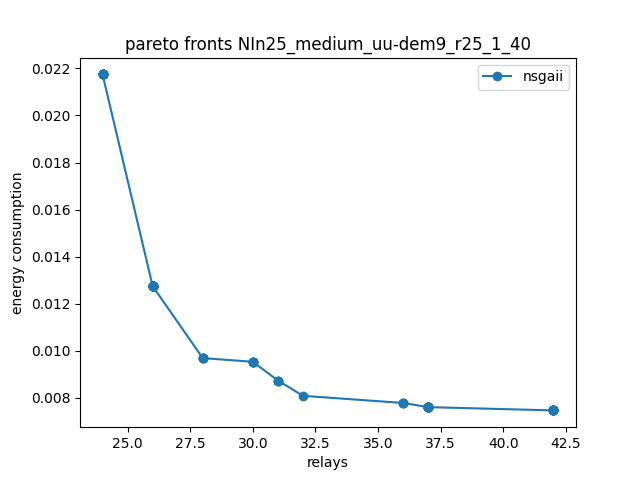 pareto fronts NIn25_medium_uu-dem9_r25_1_40
nsgaii
0.022
0.020
0.018
0.016
0.014
0.012
0.010
0.008
energy consumption
25.0 27.5 30.0 32.5 35.0 37.5 40.0 42.5
relays